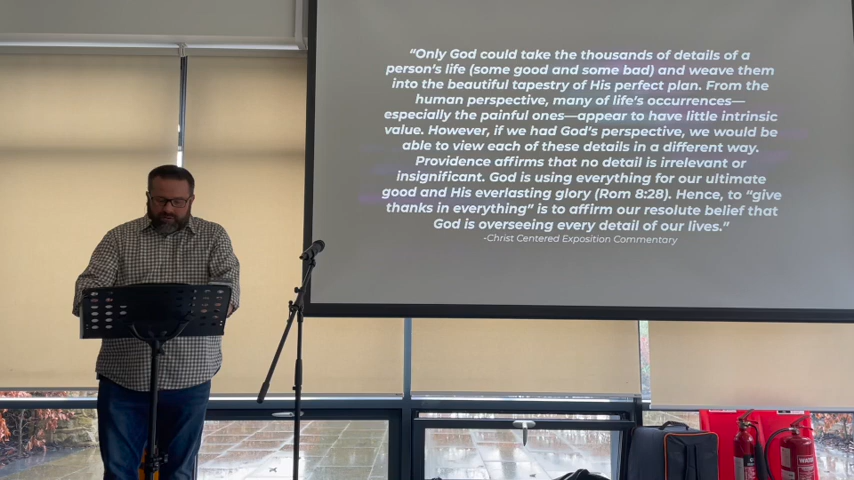 “Only God could take the thousands of details of a
person’s life (some good and some bad) and weave them
into the beautiful tapestry of His perfect plan. From the
human perspective, many of life’s occurrences—
especially the painful ones—appear to have little intrinsic
value. However, if we had God’s perspective, we would be
able to view each of these details in a different way.
Providence affirms that no detail is irrelevant or
insignificant. God is using everything for our ultimate
good and His everlasting glory (Rom 8:28). Hence, to “give
thanks in everything” is to affirm our resolute belief that
God is overseeing every detail of our lives.”
-Christ Centered Exposition Commentary